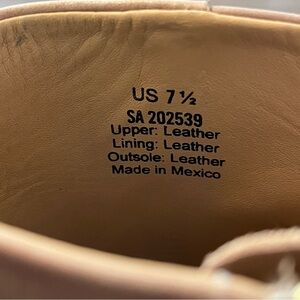 US 7 ½
SA 202539
Upper: Leather
Lining: Leather
Outsole: Leather
Made in Mexico